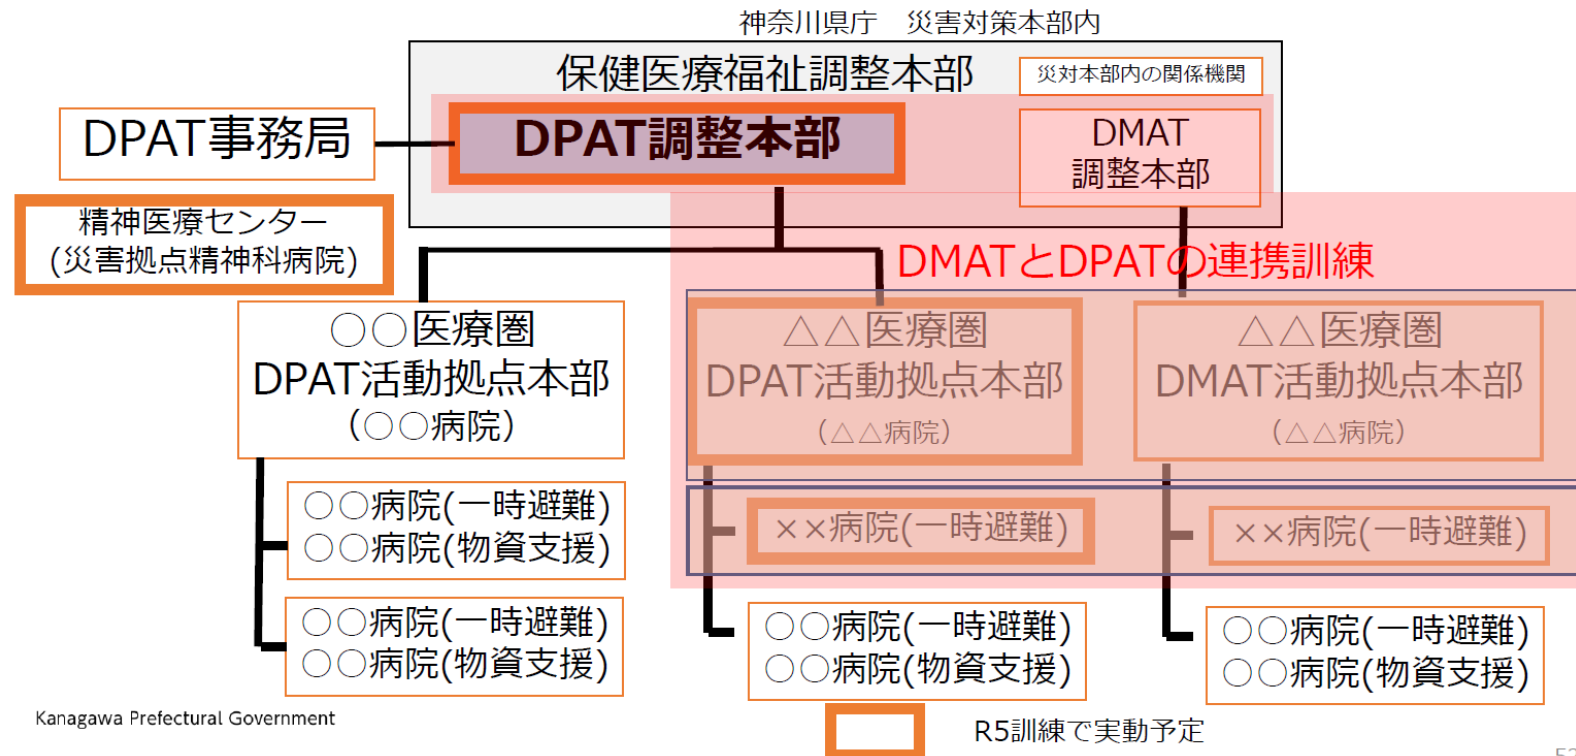 神奈川県庁　災害対策本部内
保健医療福祉調整本部
災対本部内の関係機関
DPAT事務局
DPAT調整本部
DMAT
調整本部
精神医療センター
(災害拠点精神科病院)
DMATとDPATの連携訓練
○○医療圏
DPAT活動拠点本部
（○○病院）
△△医療圏
DPAT活動拠点本部
（△△病院）
△△医療圏
DMAT活動拠点本部
（△△病院）
○○病院(一時避難)
○○病院(物資支援)
××病院(一時避難)
××病院(一時避難)
○○病院(一時避難)
○○病院(物資支援)
○○病院(一時避難)
○○病院(物資支援)
○○病院(一時避難)
○○病院(物資支援)
Kanagawa Prefectural Government
R5訓練で実動予定